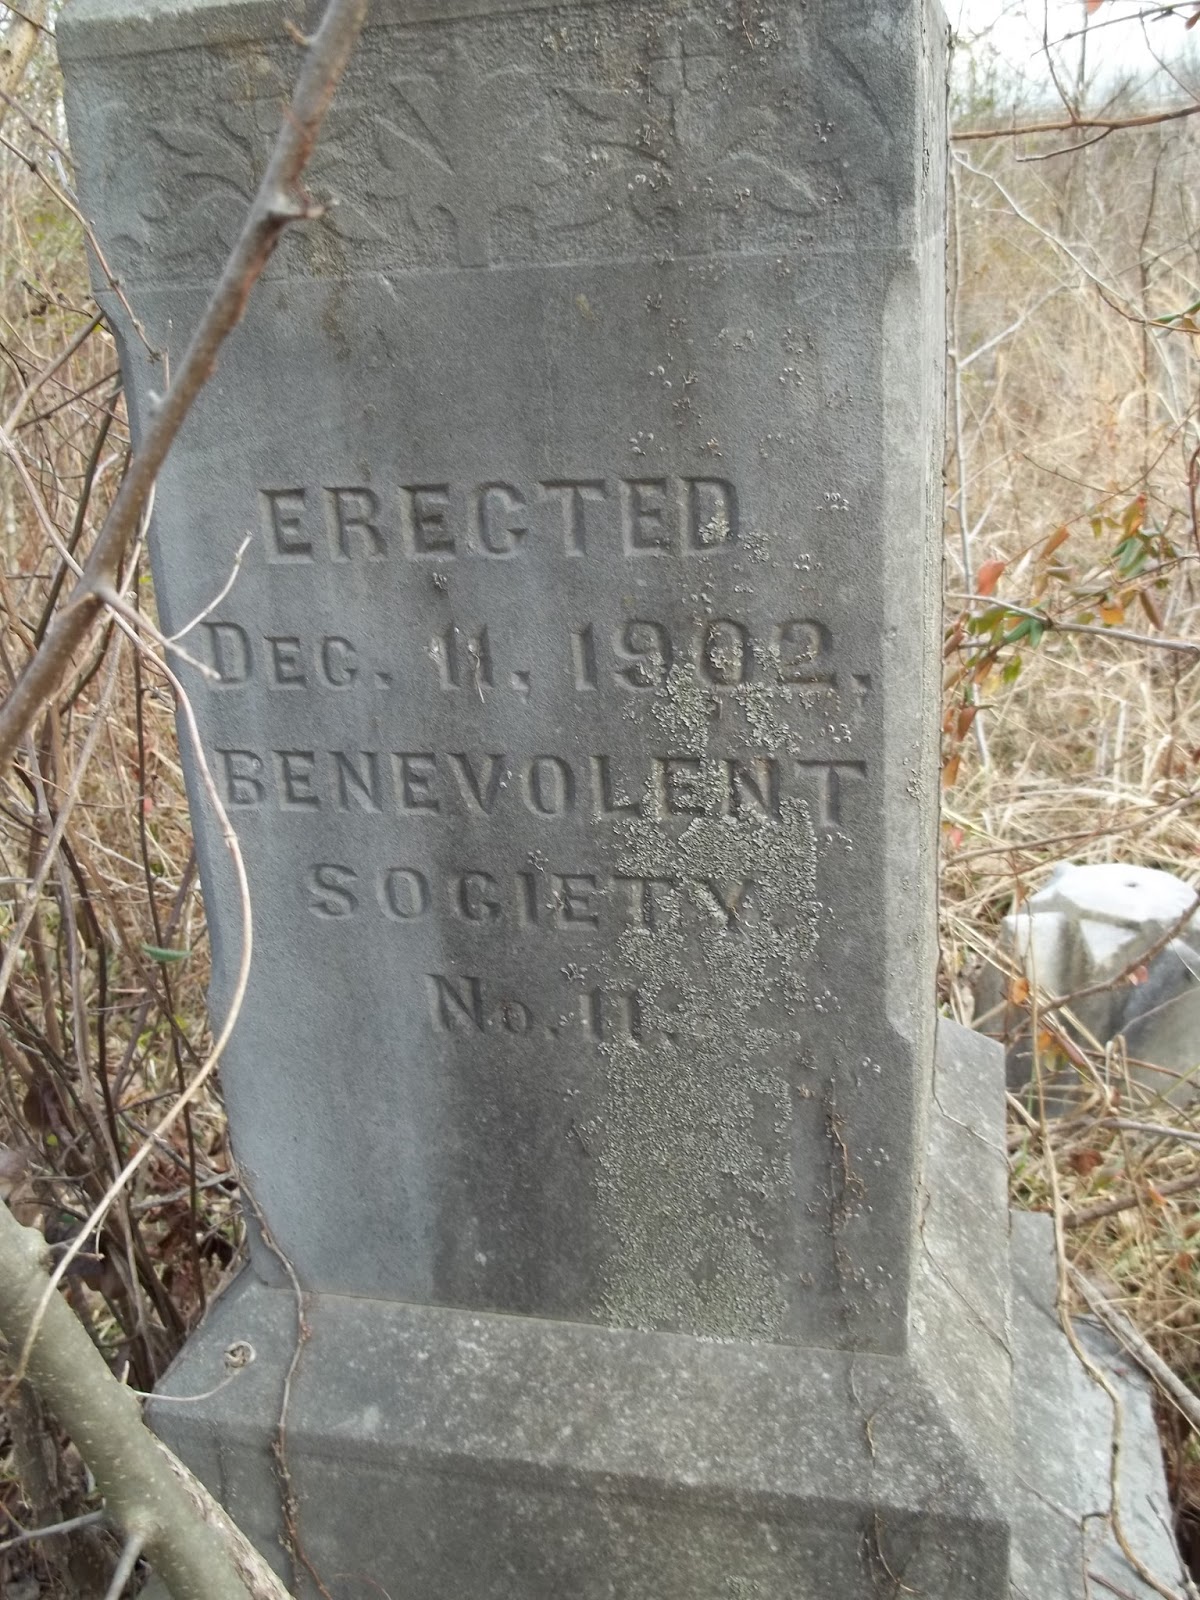 ERECTED
DEC. 11. 1902.
BENEVOLENT
SOCIETY
No. 11.